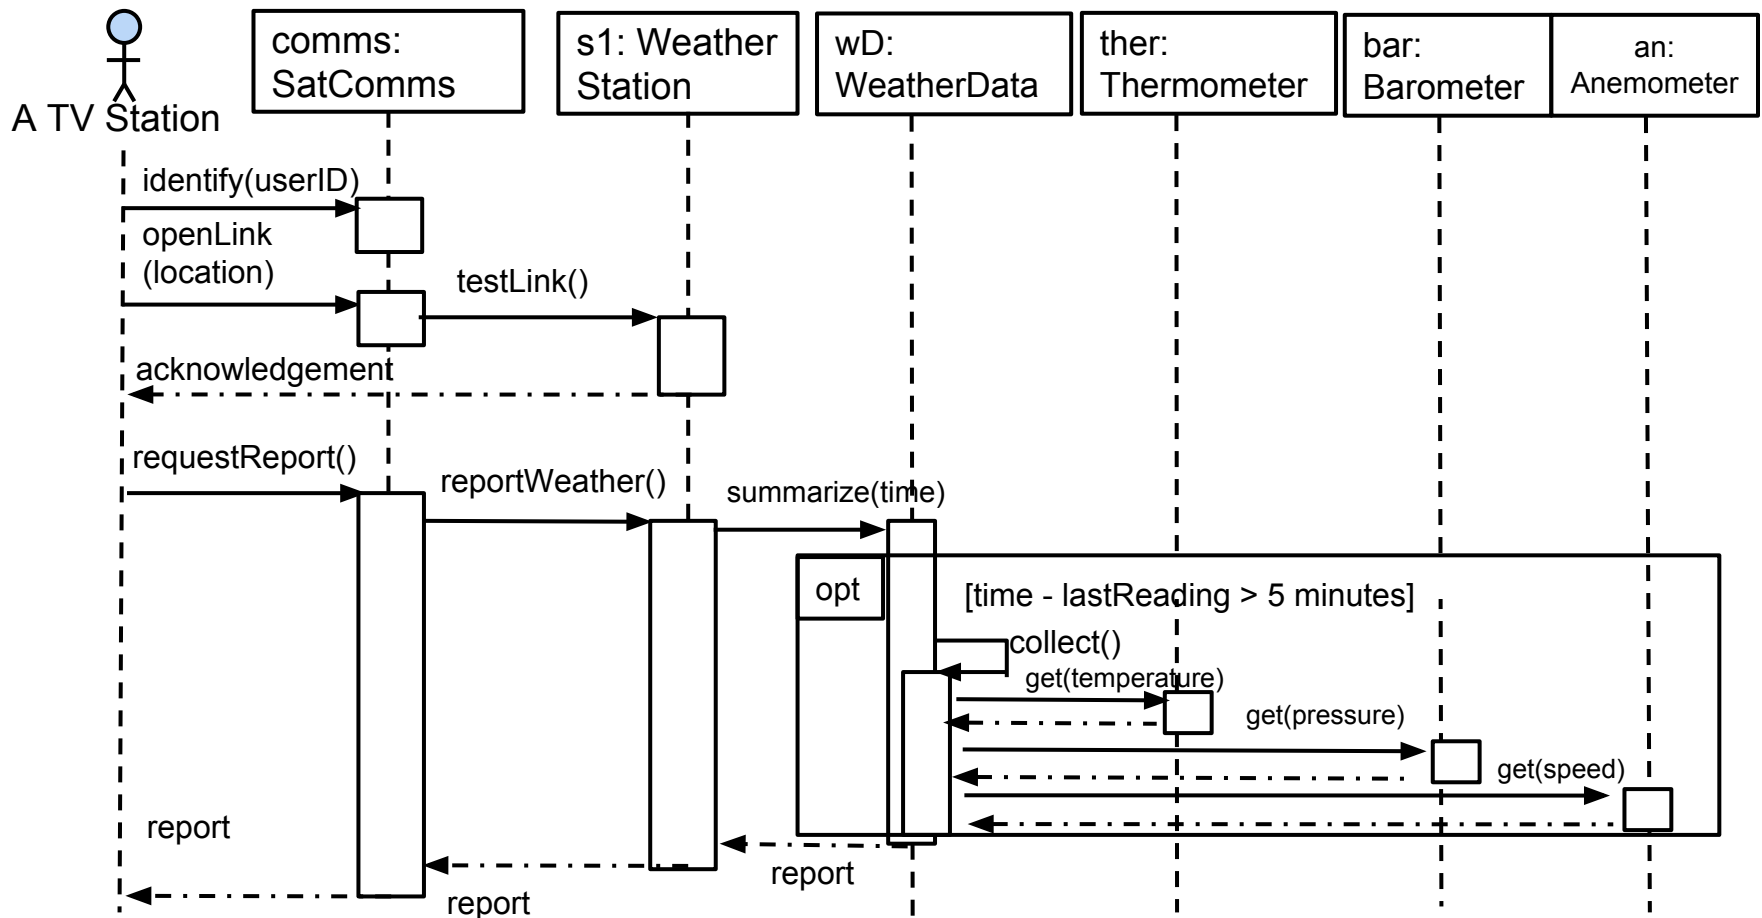 A TV Station
comms:
SatComms
s1: Weather
Station
wD:
WeatherData
ther:
Thermometer
bar:
Barometer
an:
Anemometer
identify(userID)
openLink
(location)
testLink()
acknowledgement
requestReport()
reportWeather()
summarize(time)
opt
[time - lastReading > 5 minutes]
collect()
get(temperature)
get(pressure)
get(speed)
report
report
report